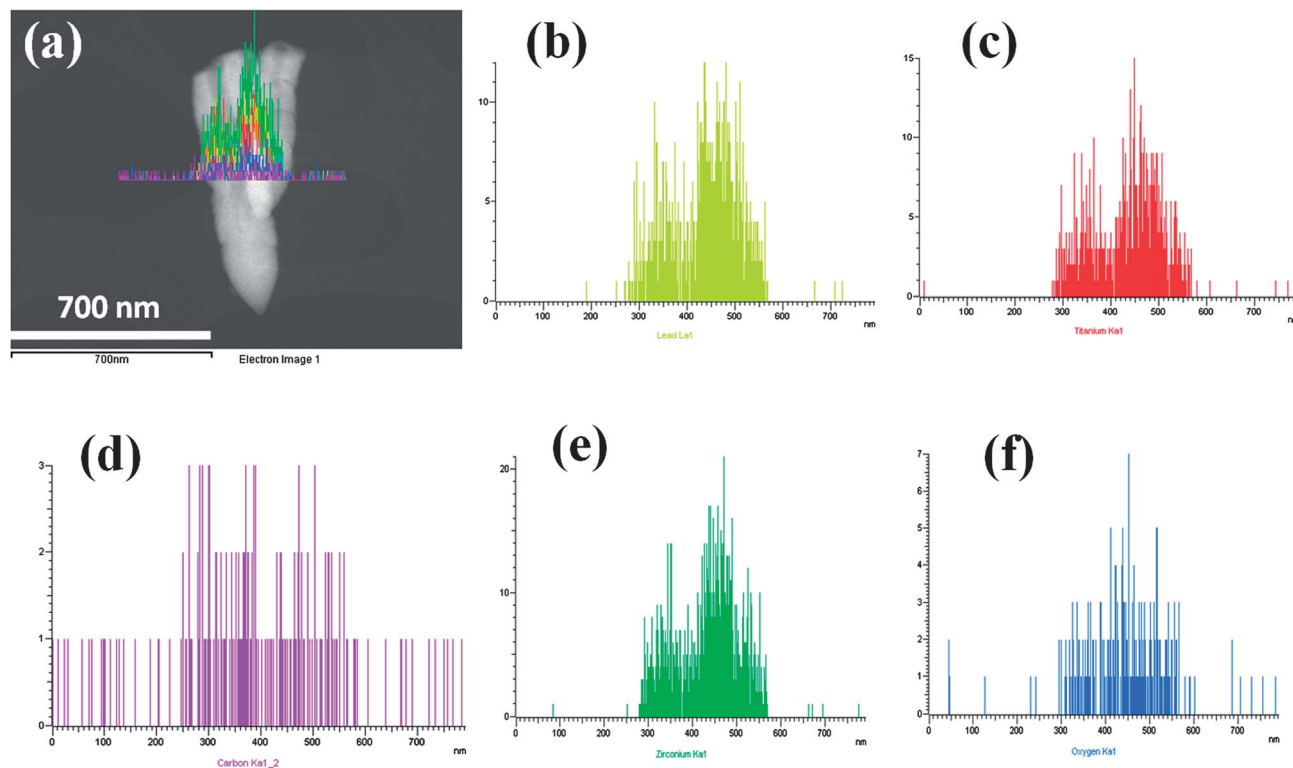 (a)
700 nm
700nm
Electron Image 1
(b)
10
5
0
0 100 200 300 400 500 600 700
nm
Lead La1
(c)
15
10
5
0
0 100 200 300 400 500 600 700
nm
Titanium Ka1
(d)
3
2
1
0
0 100 200 300 400 500 600 700
nm
Carbon Ka1_2
(e)
20
10
0
0 100 200 300 400 500 600 700
nm
Zirconium Ka1
(f)
7
6
5
4
3
2
1
0
0 100 200 300 400 500 600 700
nm
Oxygen Ka1